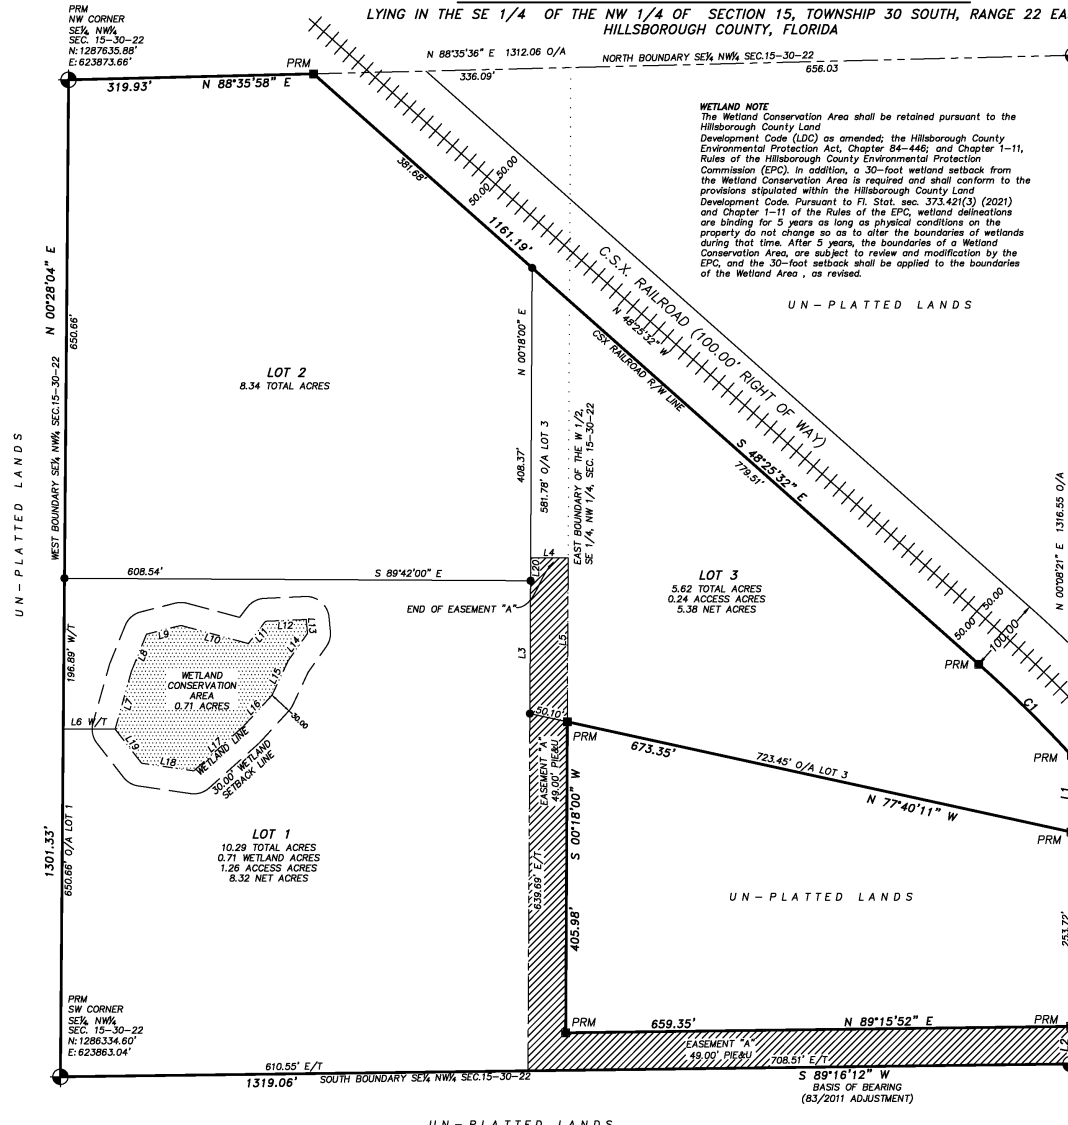 LYING IN THE SE 1/4 OF THE NW 1/4 OF SECTION 15, TOWNSHIP 30 SOUTH, RANGE 22 EA
HILLSBOROUGH COUNTY, FLORIDA
PRM
NW CORNER
SE¼ NW¼
SEC. 15-30-22
N:1287635.88'
E:623873.66'
PRM
319.93'
N 88°35'58" E
N 88°35'36" E 1312.06 O/A
336.09'
NORTH BOUNDARY SE¼ NW¼ SEC.15-30-22
656.03
WETLAND NOTE
The Wetland Conservation Area shall be retained pursuant to the
Hillsborough County Land
Development Code (LDC) as amended; the Hillsborough County
Environmental Protection Act, Chapter 84-446; and Chapter 1-11,
Rules of the Hillsborough County Environmental Protection
Commission (EPC). In addition, a 30-foot wetland setback from
the Wetland Conservation Area is required and shall conform to the
provisions stipulated within the Hillsborough County Land
Development Code. Pursuant to Fl. Stat. sec. 373.421(3) (2021)
and Chapter 1-11 of the Rules of the EPC, wetland delineations
are binding for 5 years as long as physical conditions on the
property do not change so as to alter the boundaries of wetlands
during that time. After 5 years, the boundaries of a Wetland
Conservation Area, are subject to review and modification by the
EPC, and the 30-foot setback shall be applied to the boundaries
of the Wetland Area , as revised.
UN-PLATTED LANDS
381.68'
1161.19'
50.00
50.00
C.S.X. RAILROAD (100.00' RIGHT OF WAY)
N 48°25'32" W
CSX RAILROAD R/W LINE
S 48°25'32" E
779.51'
N 00°28'04" E
650.66'
WEST BOUNDARY SE¼ NW¼ SEC.15-30-22
UN-PLATTED LANDS
LOT 2
8.34 TOTAL ACRES
N 00°18'00" E
408.37'
581.78' O/A LOT 3
EAST BOUNDARY OF THE W 1/2,
SE 1/4, NW 1/4, SEC. 15-30-22
N 00°08'21" E 1316.55 O/A
608.54'
S 89°42'00" E
L4
L20
END OF EASEMENT "A"
LOT 3
5.62 TOTAL ACRES
0.24 ACCESS ACRES
5.38 NET ACRES
50.00'
50.00
100.00
PRM
C1
196.89' W/T
L6 W/T
L7
L8
L9
L10
L11
L12
L13
L14
L15
L16
L17
L18
L19
WETLAND
CONSERVATION
AREA
0.71 ACRES
WETLAND LINE
30.00' WETLAND
SETBACK LINE
30.00
L3
L5
50.10'
PRM
673.35'
723.45' O/A LOT 3
N 77°40'11" W
PRM
L1
PRM
EASEMENT "A"
49.00' PIE&U
S 00°18'00" W
639.69' E/T
405.98'
LOT 1
10.29 TOTAL ACRES
0.71 WETLAND ACRES
1.26 ACCESS ACRES
8.32 NET ACRES
1301.33'
650.66' O/A LOT 1
UN-PLATTED LANDS
253.72'
PRM
SW CORNER
SE¼ NW¼
SEC. 15-30-22
N:1286334.60'
E:623863.04'
PRM
659.35'
N 89°15'52" E
PRM
L2
EASEMENT "A"
49.00' PIE&U
708.51' E/T
610.55' E/T
1319.06'
SOUTH BOUNDARY SE¼ NW¼ SEC.15-30-22
S 89°16'12" W
BASIS OF BEARING
(83/2011 ADJUSTMENT)
UN-PLATTED LANDS